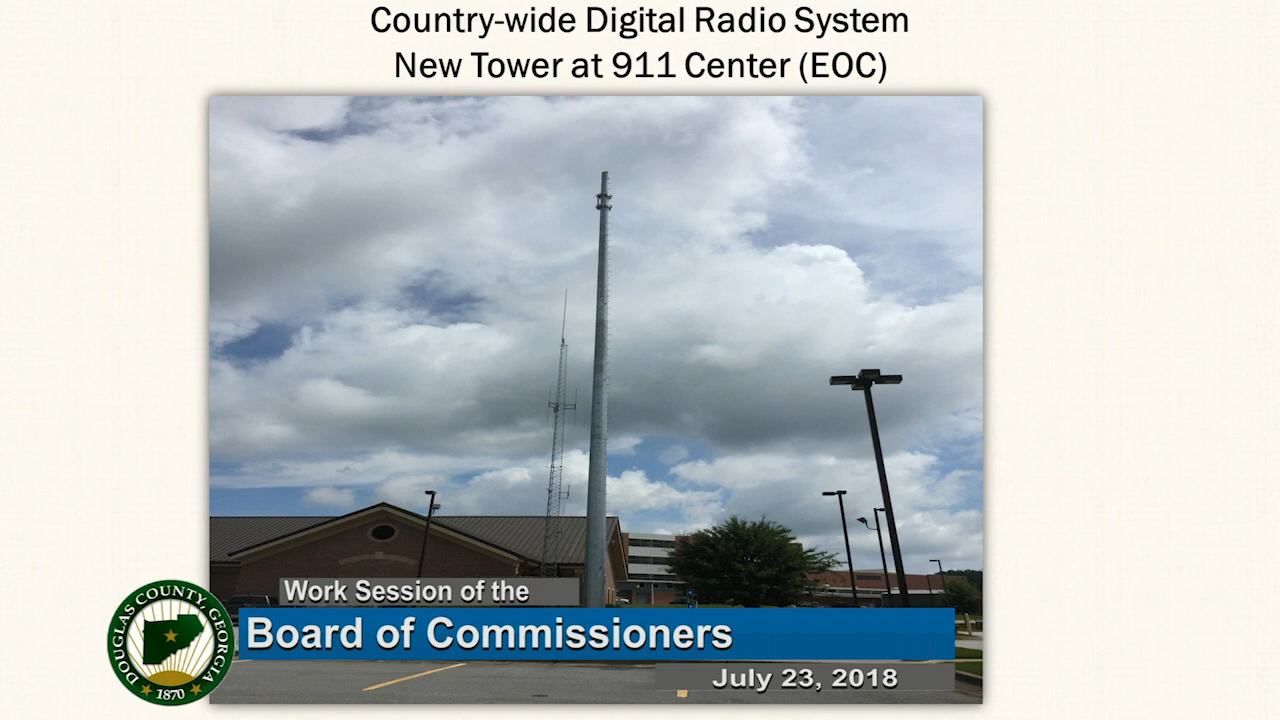 Country-wide Digital Radio System
New Tower at 911 Center (EOC)
Work Session of the
Board of Commissioners
July 23, 2018
DOUGLAS COUNTY, GEORGIA
1870